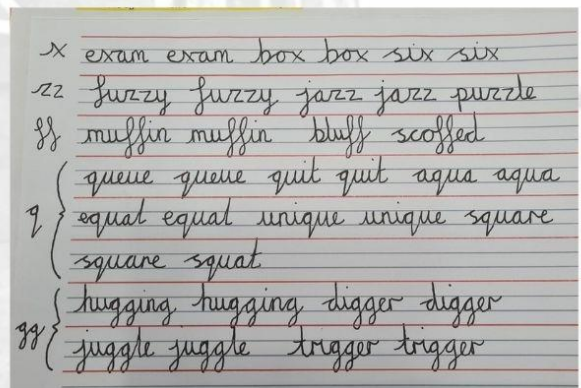 x exam exam box box six six
zz fuzzy fuzzy jazz jazz puzzle
ff muffin muffin bluff scoffed
queue queue quit quit aqua aqua
q equal equal unique unique square
square squat
hugging hugging digger digger
gg juggle juggle trigger trigger